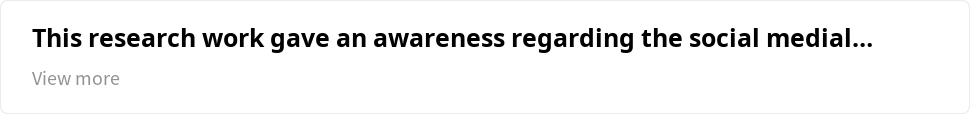 This research work gave an awareness regarding the social medial...
View more